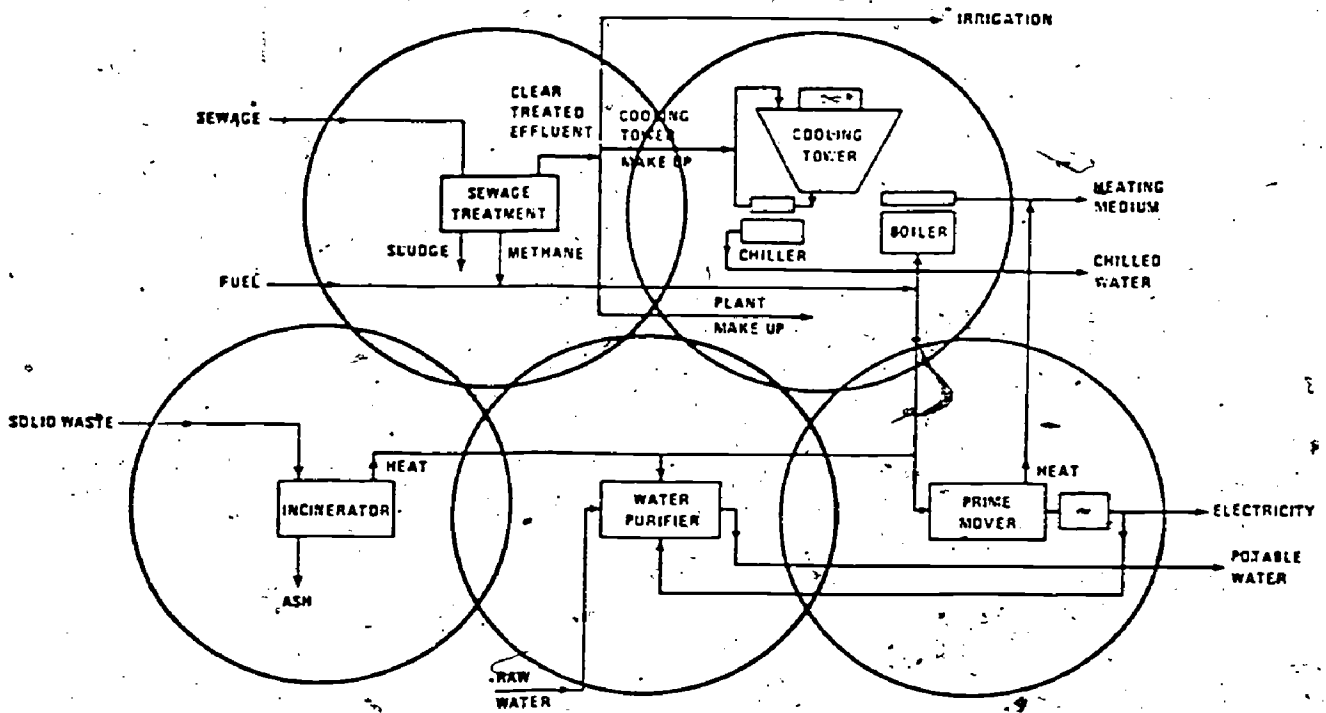 IRRIGATION
CLEAR
TREATED
EFFLUENT
COOLING
TOWER
MAKE UP
SEWAGE
COOLING
TOWER
SEWAGE
TREATMENT
HEATING
MEDIUM
BOILER
SLUDGE
METHANE
CHILLER
CHILLED
WATER
FUEL
PLANT
MAKE UP
SOLID WASTE
HEAT
HEAT
INCINERATOR
WATER
PURIFIER
PRIME
MOVER
~
ELECTRICITY
POTABLE
WATER
ASH
RAW
WATER